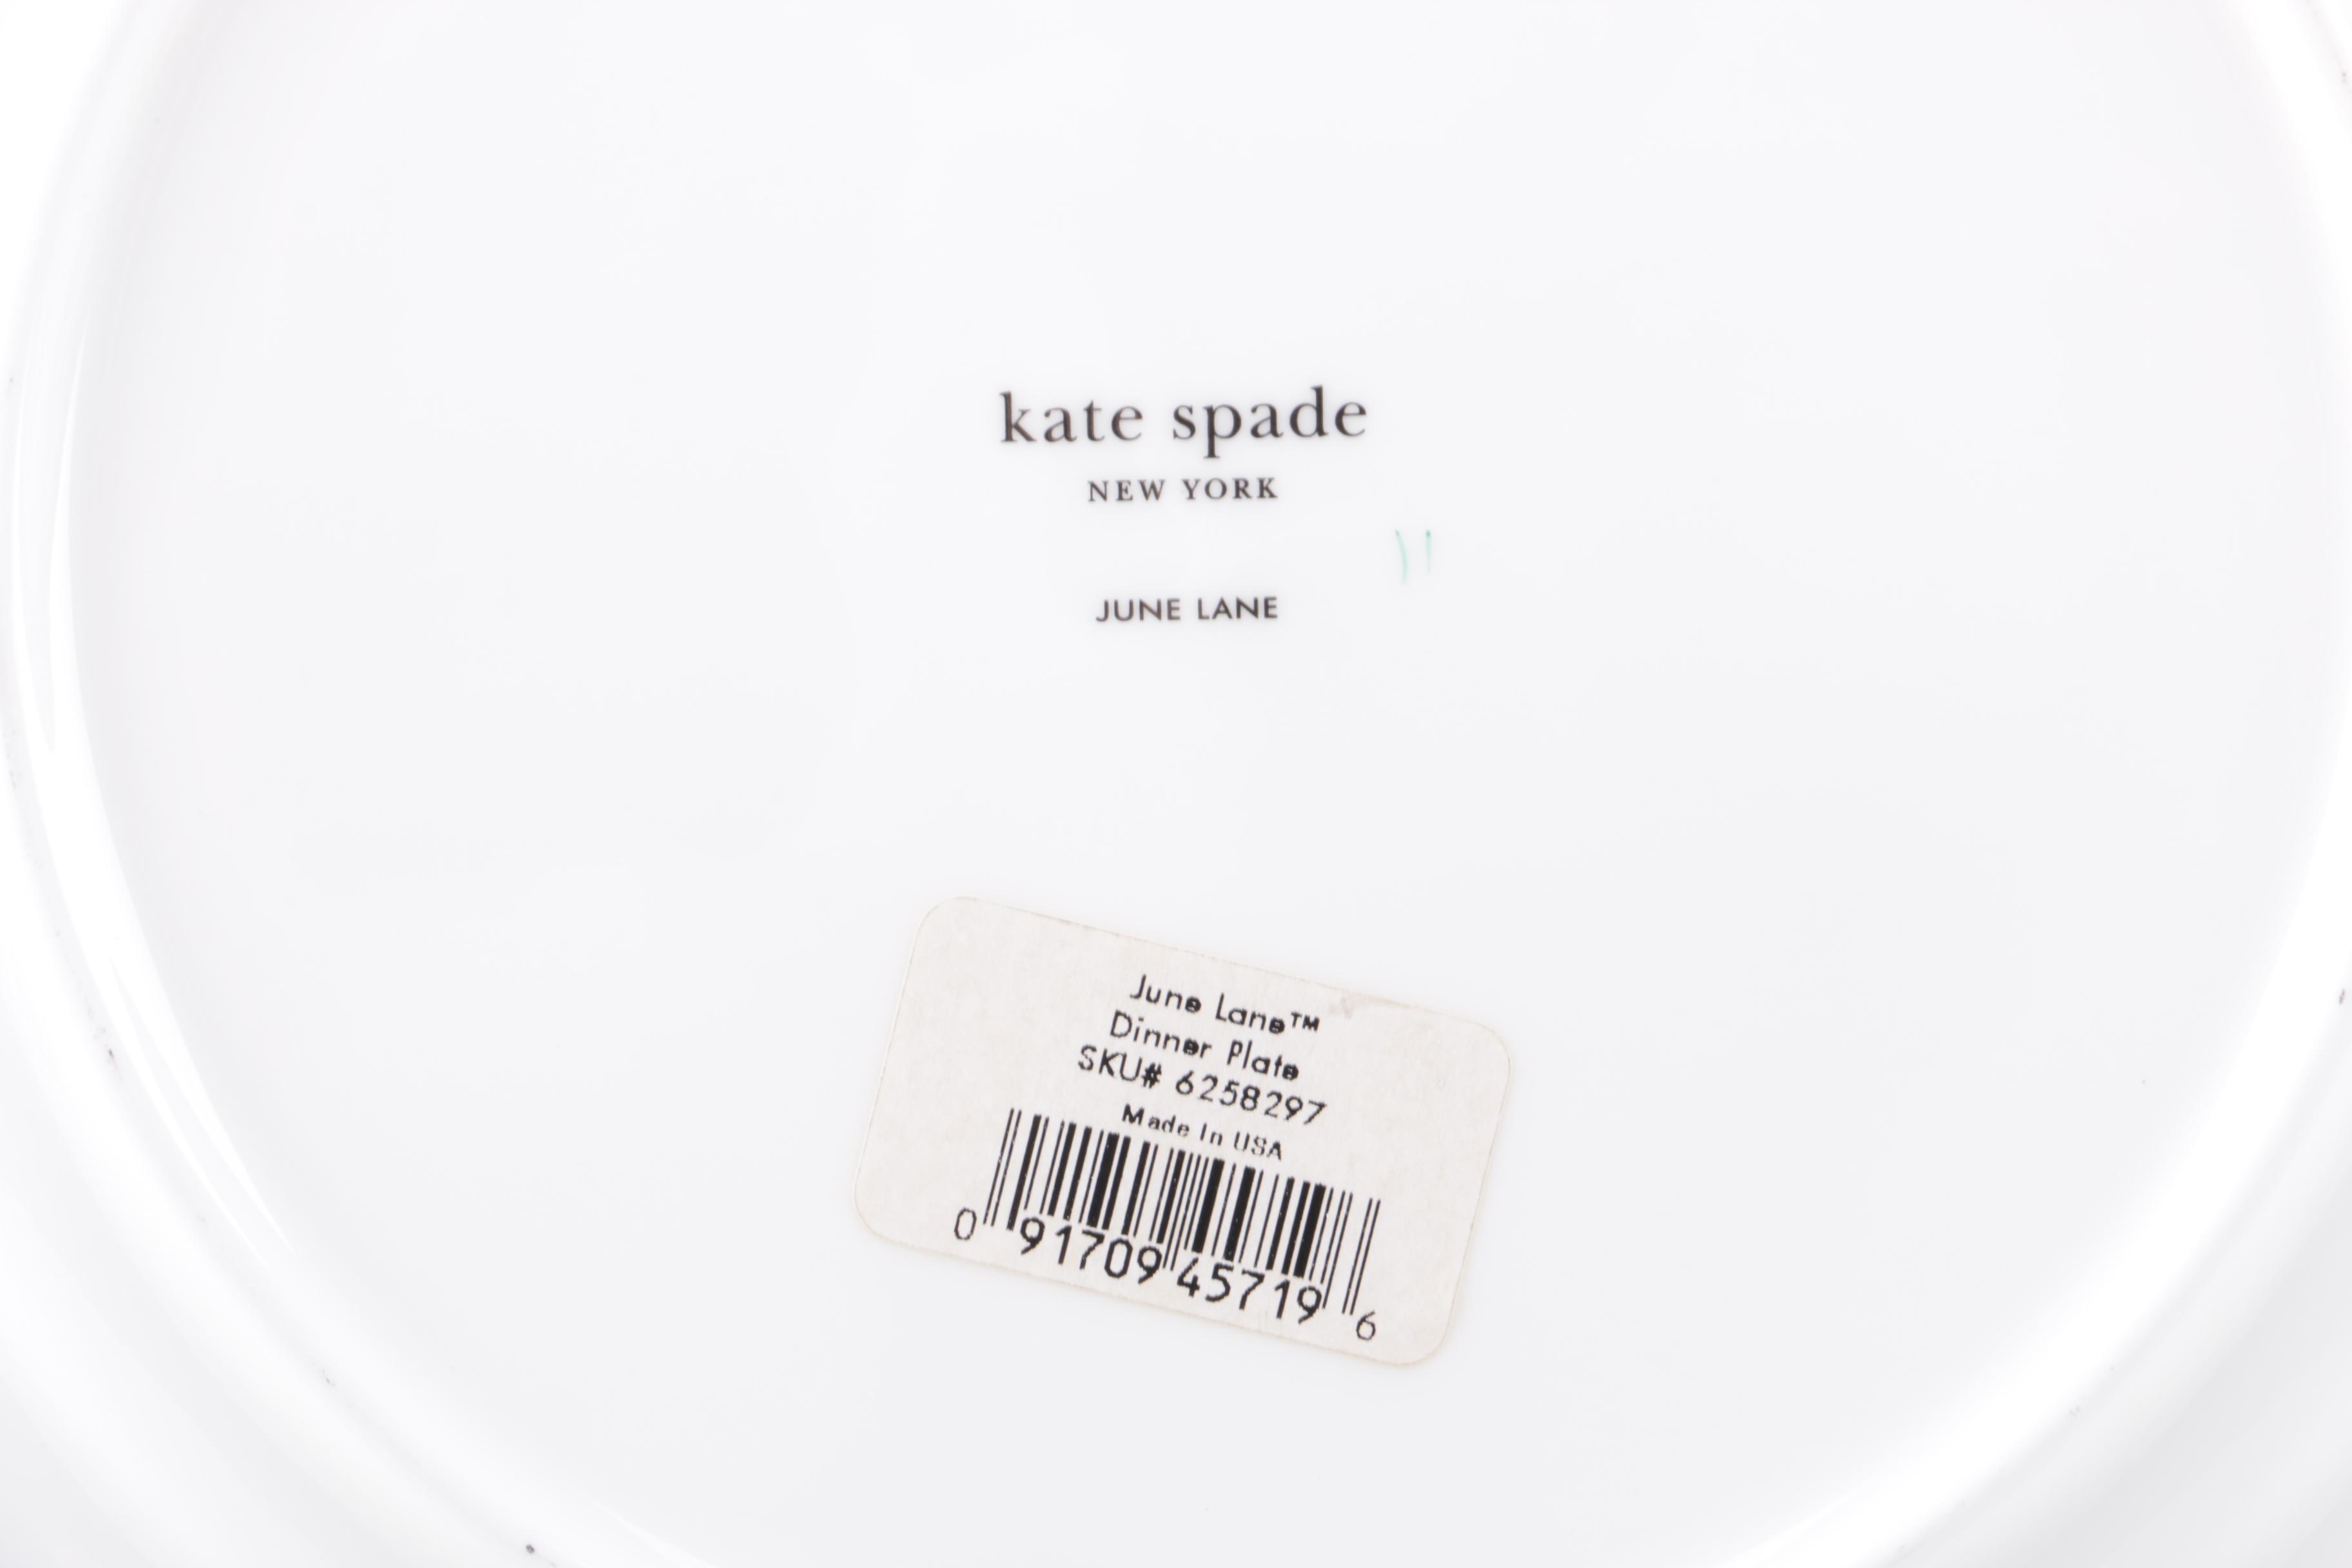 kate spade
NEW YORK
JUNE LANE
June Lane™
Dinner Plate
SKU# 6258297
Made In USA
0 91709 45719 6